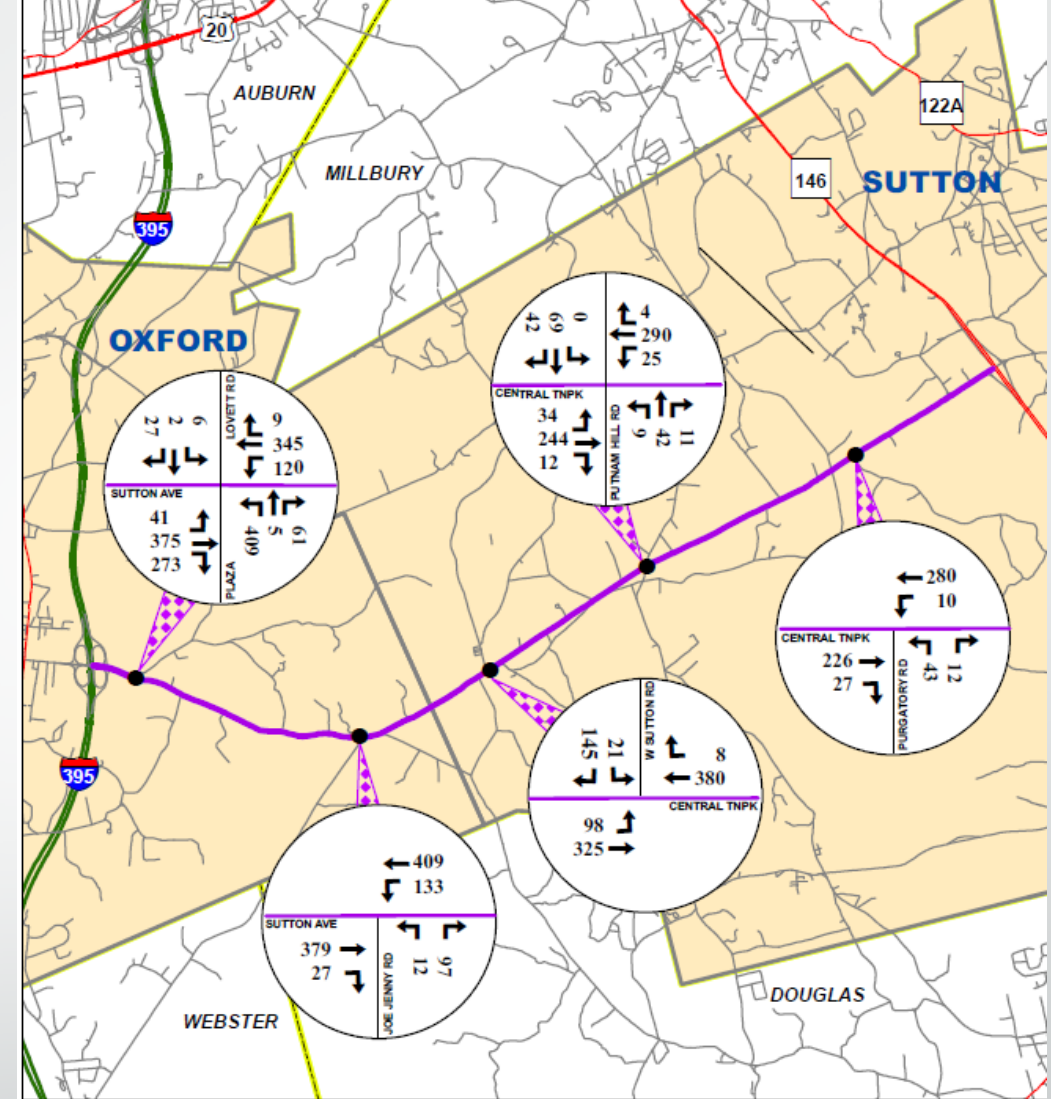 20
AUBURN
122A
MILLBURY
146
SUTTON
395
OXFORD
42
69
0
4
290
25
CENTRAL TNPK
34
244
12
PUTNAM HILL RD
9
42
11
27
2
6
LOVETT RD
9
345
120
SUTTON AVE
41
375
273
PLAZA
409
5
61
280
10
CENTRAL TNPK
226
27
PURGATORY RD
43
12
145
21
W SUTTON RD
8
380
CENTRAL TNPK
98
325
395
409
133
SUTTON AVE
379
27
JOE JENNY RD
12
97
DOUGLAS
WEBSTER